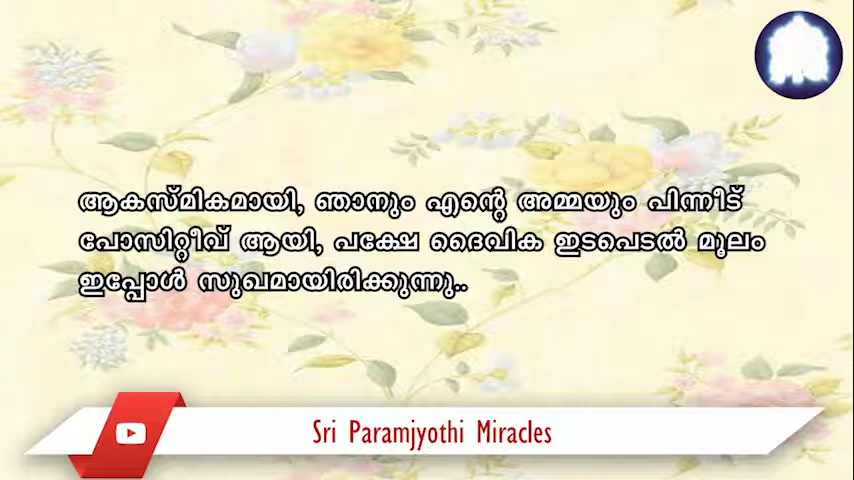 ആകസ്മികമായി, ഞാനും എന്റെ അമ്മയും പിന്നീട്
പോസിറ്റീവ് ആയി, പക്ഷേ ദൈവിക ഇടപെടൽ മൂലം
ഇപ്പോൾ സുഖമായിരിക്കുന്നു..
Sri Paramjyothi Miracles